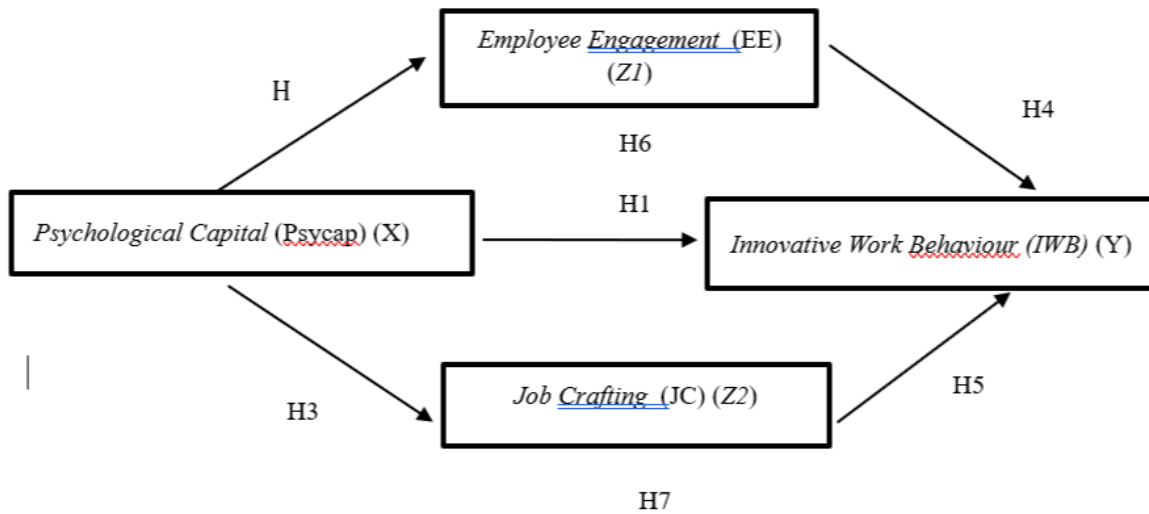 Employee Engagement (EE)
(Z1)
H
H4
H6
H1
Psychological Capital (Psycap) (X)
Innovative Work Behaviour (IWB) (Y)
Job Crafting (JC) (Z2)
H5
H3
H7